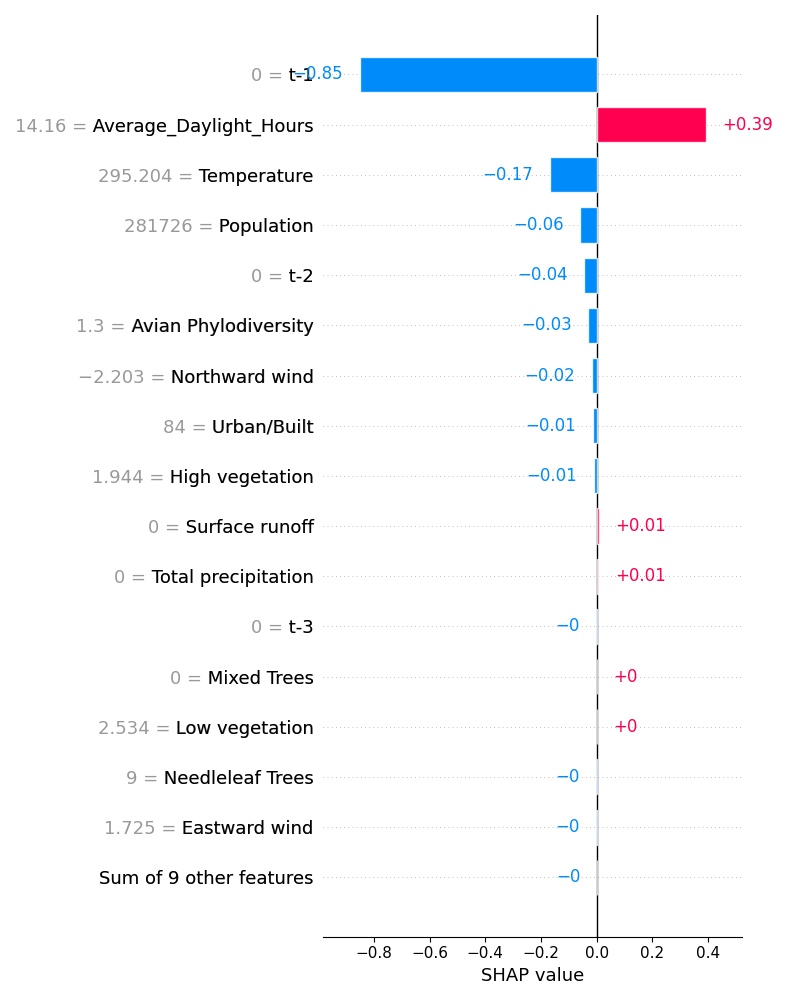 0 = t-1 −0.85
14.16 = Average_Daylight_Hours +0.39
295.204 = Temperature −0.17
281726 = Population −0.06
0 = t-2 −0.04
1.3 = Avian Phylodiversity −0.03
−2.203 = Northward wind −0.02
84 = Urban/Built −0.01
1.944 = High vegetation −0.01
0 = Surface runoff +0.01
0 = Total precipitation +0.01
0 = t-3 −0
0 = Mixed Trees +0
2.534 = Low vegetation +0
9 = Needleleaf Trees −0
1.725 = Eastward wind −0
Sum of 9 other features −0
−0.8 −0.6 −0.4 −0.2 0.0 0.2 0.4
SHAP value